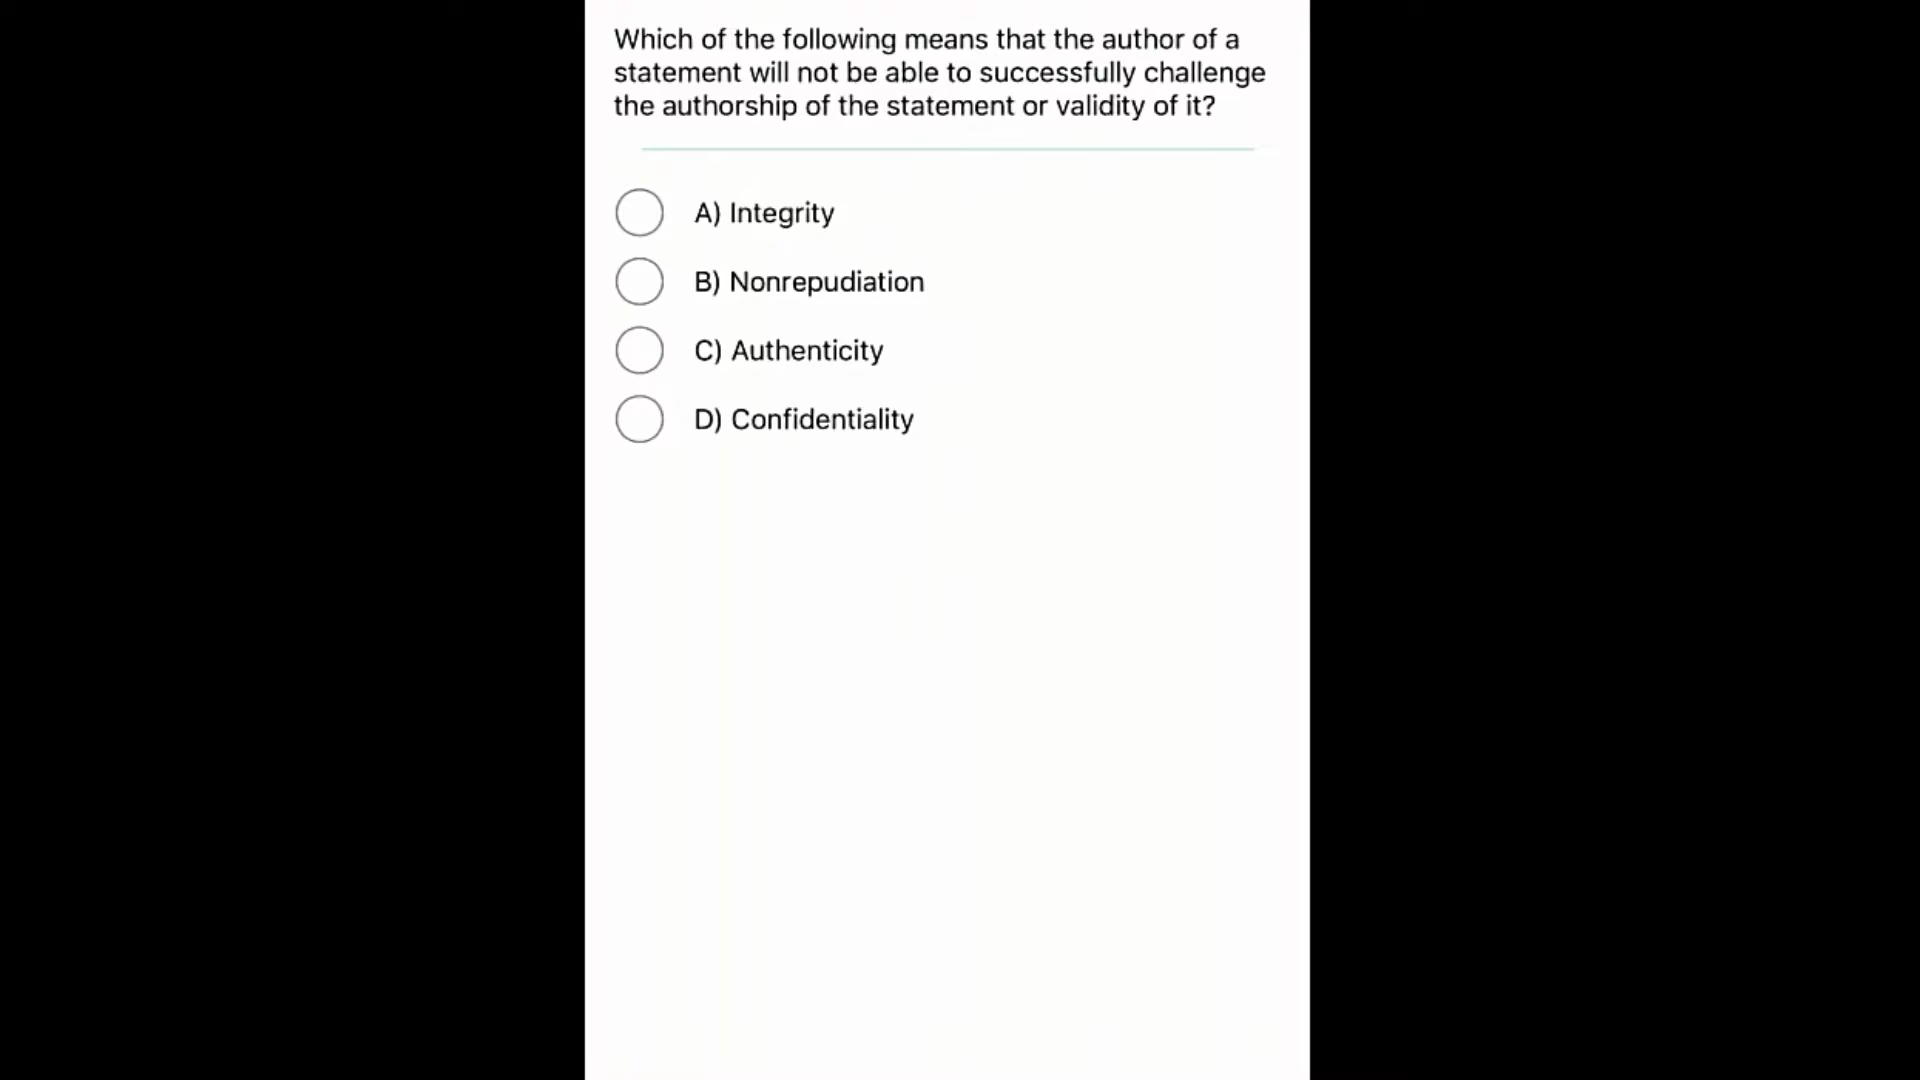 Which of the following means that the author of a
statement will not be able to successfully challenge
the authorship of the statement or validity of it?
A) Integrity
B) Nonrepudiation
C) Authenticity
D) Confidentiality